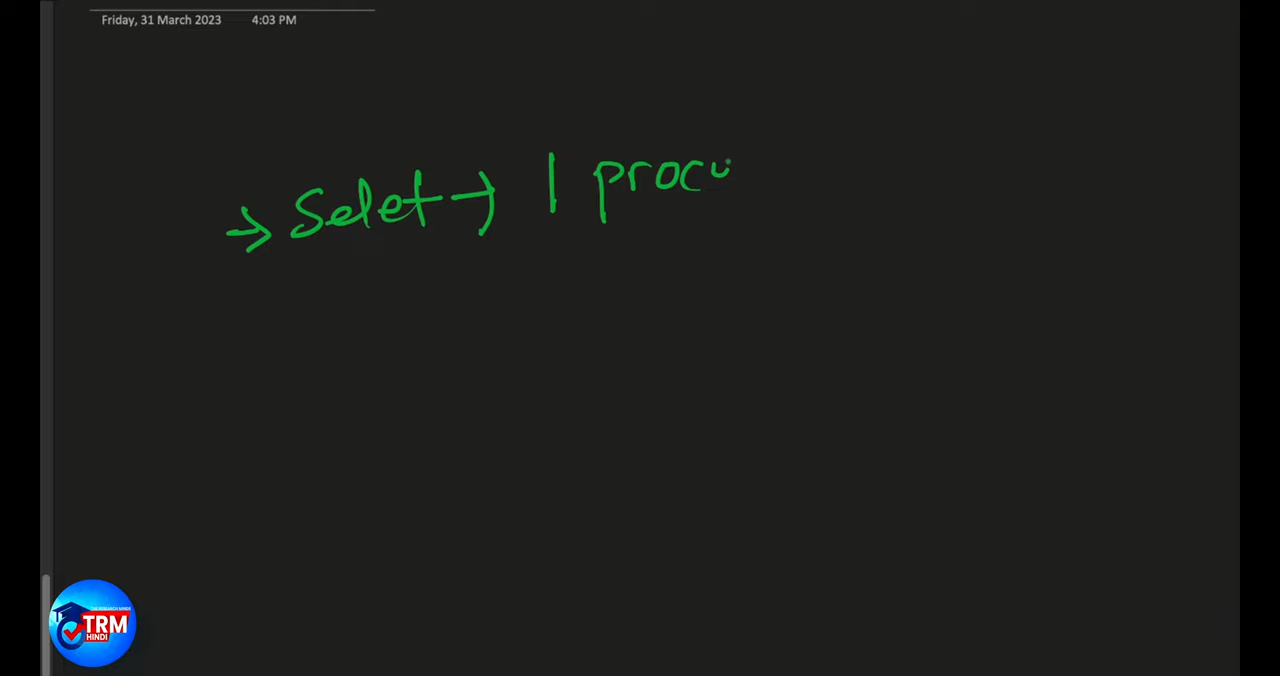 Friday, 31 March 2023 4:03 PM
→ Selet → 1 proc
TRM
HINDI